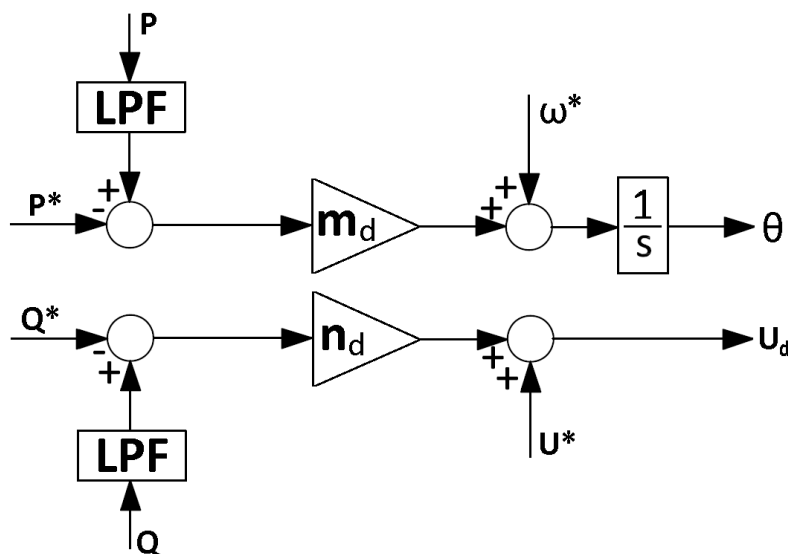 P
LPF
ω*
+
P* - + + 1/s θ
m_d
Q* - n_d U_d
+ + +
LPF U*
Q